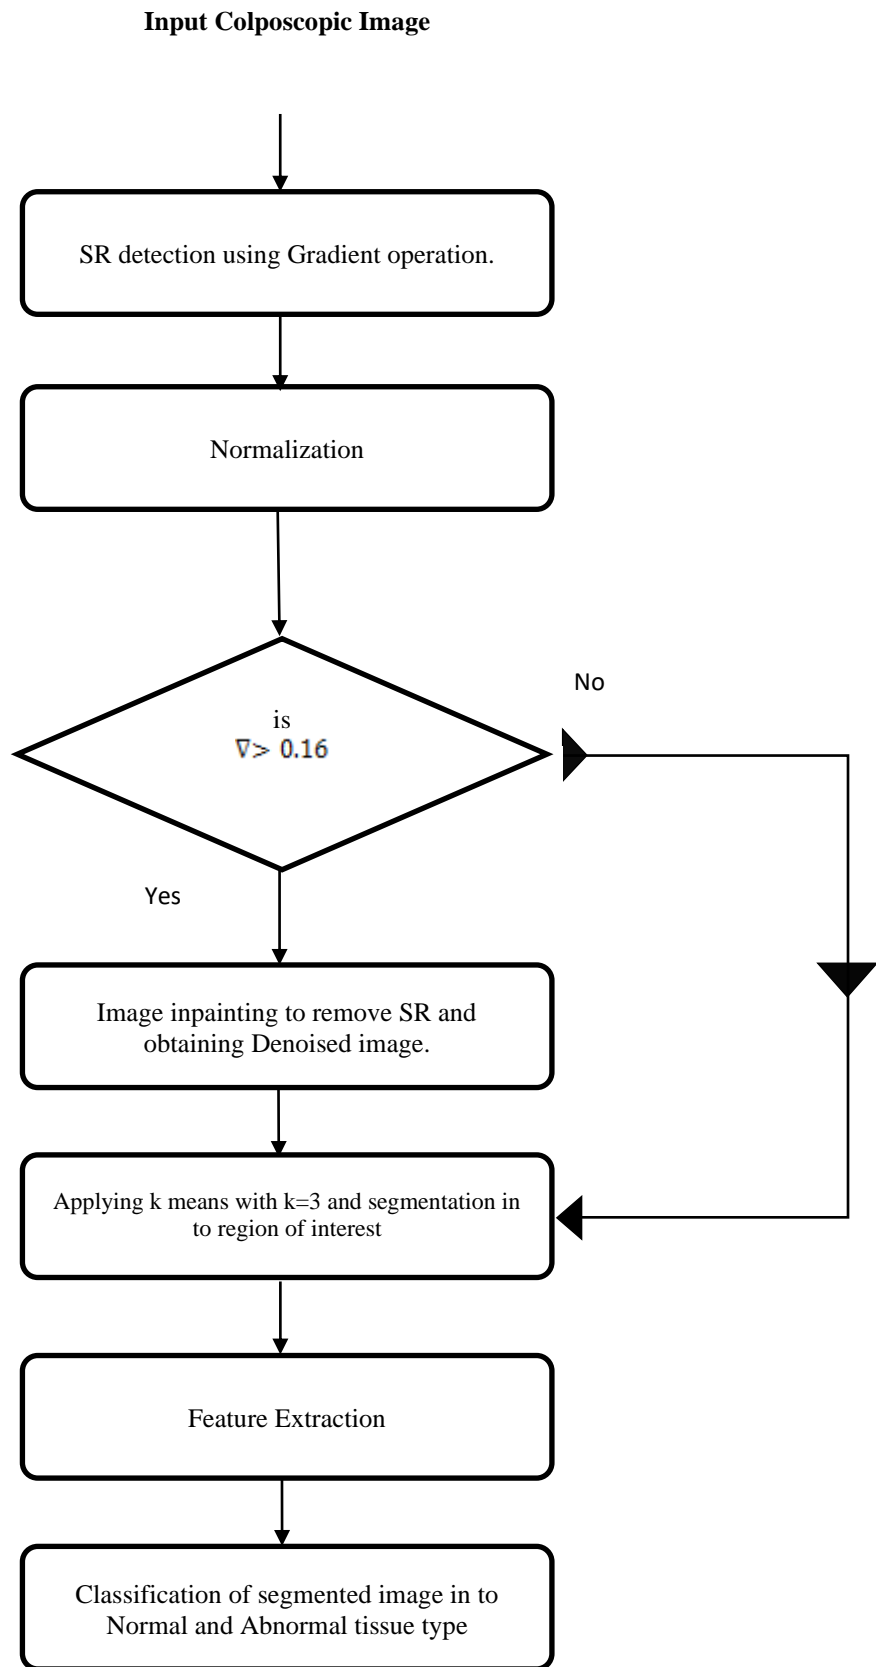 Input Colposcopic Image
SR detection using Gradient operation.
Normalization
is
∇> 0.16
No
Yes
Image inpainting to remove SR and
obtaining Denoised image.
Applying k means with k=3 and segmentation in
to region of interest
Feature Extraction
Classification of segmented image in to
Normal and Abnormal tissue type